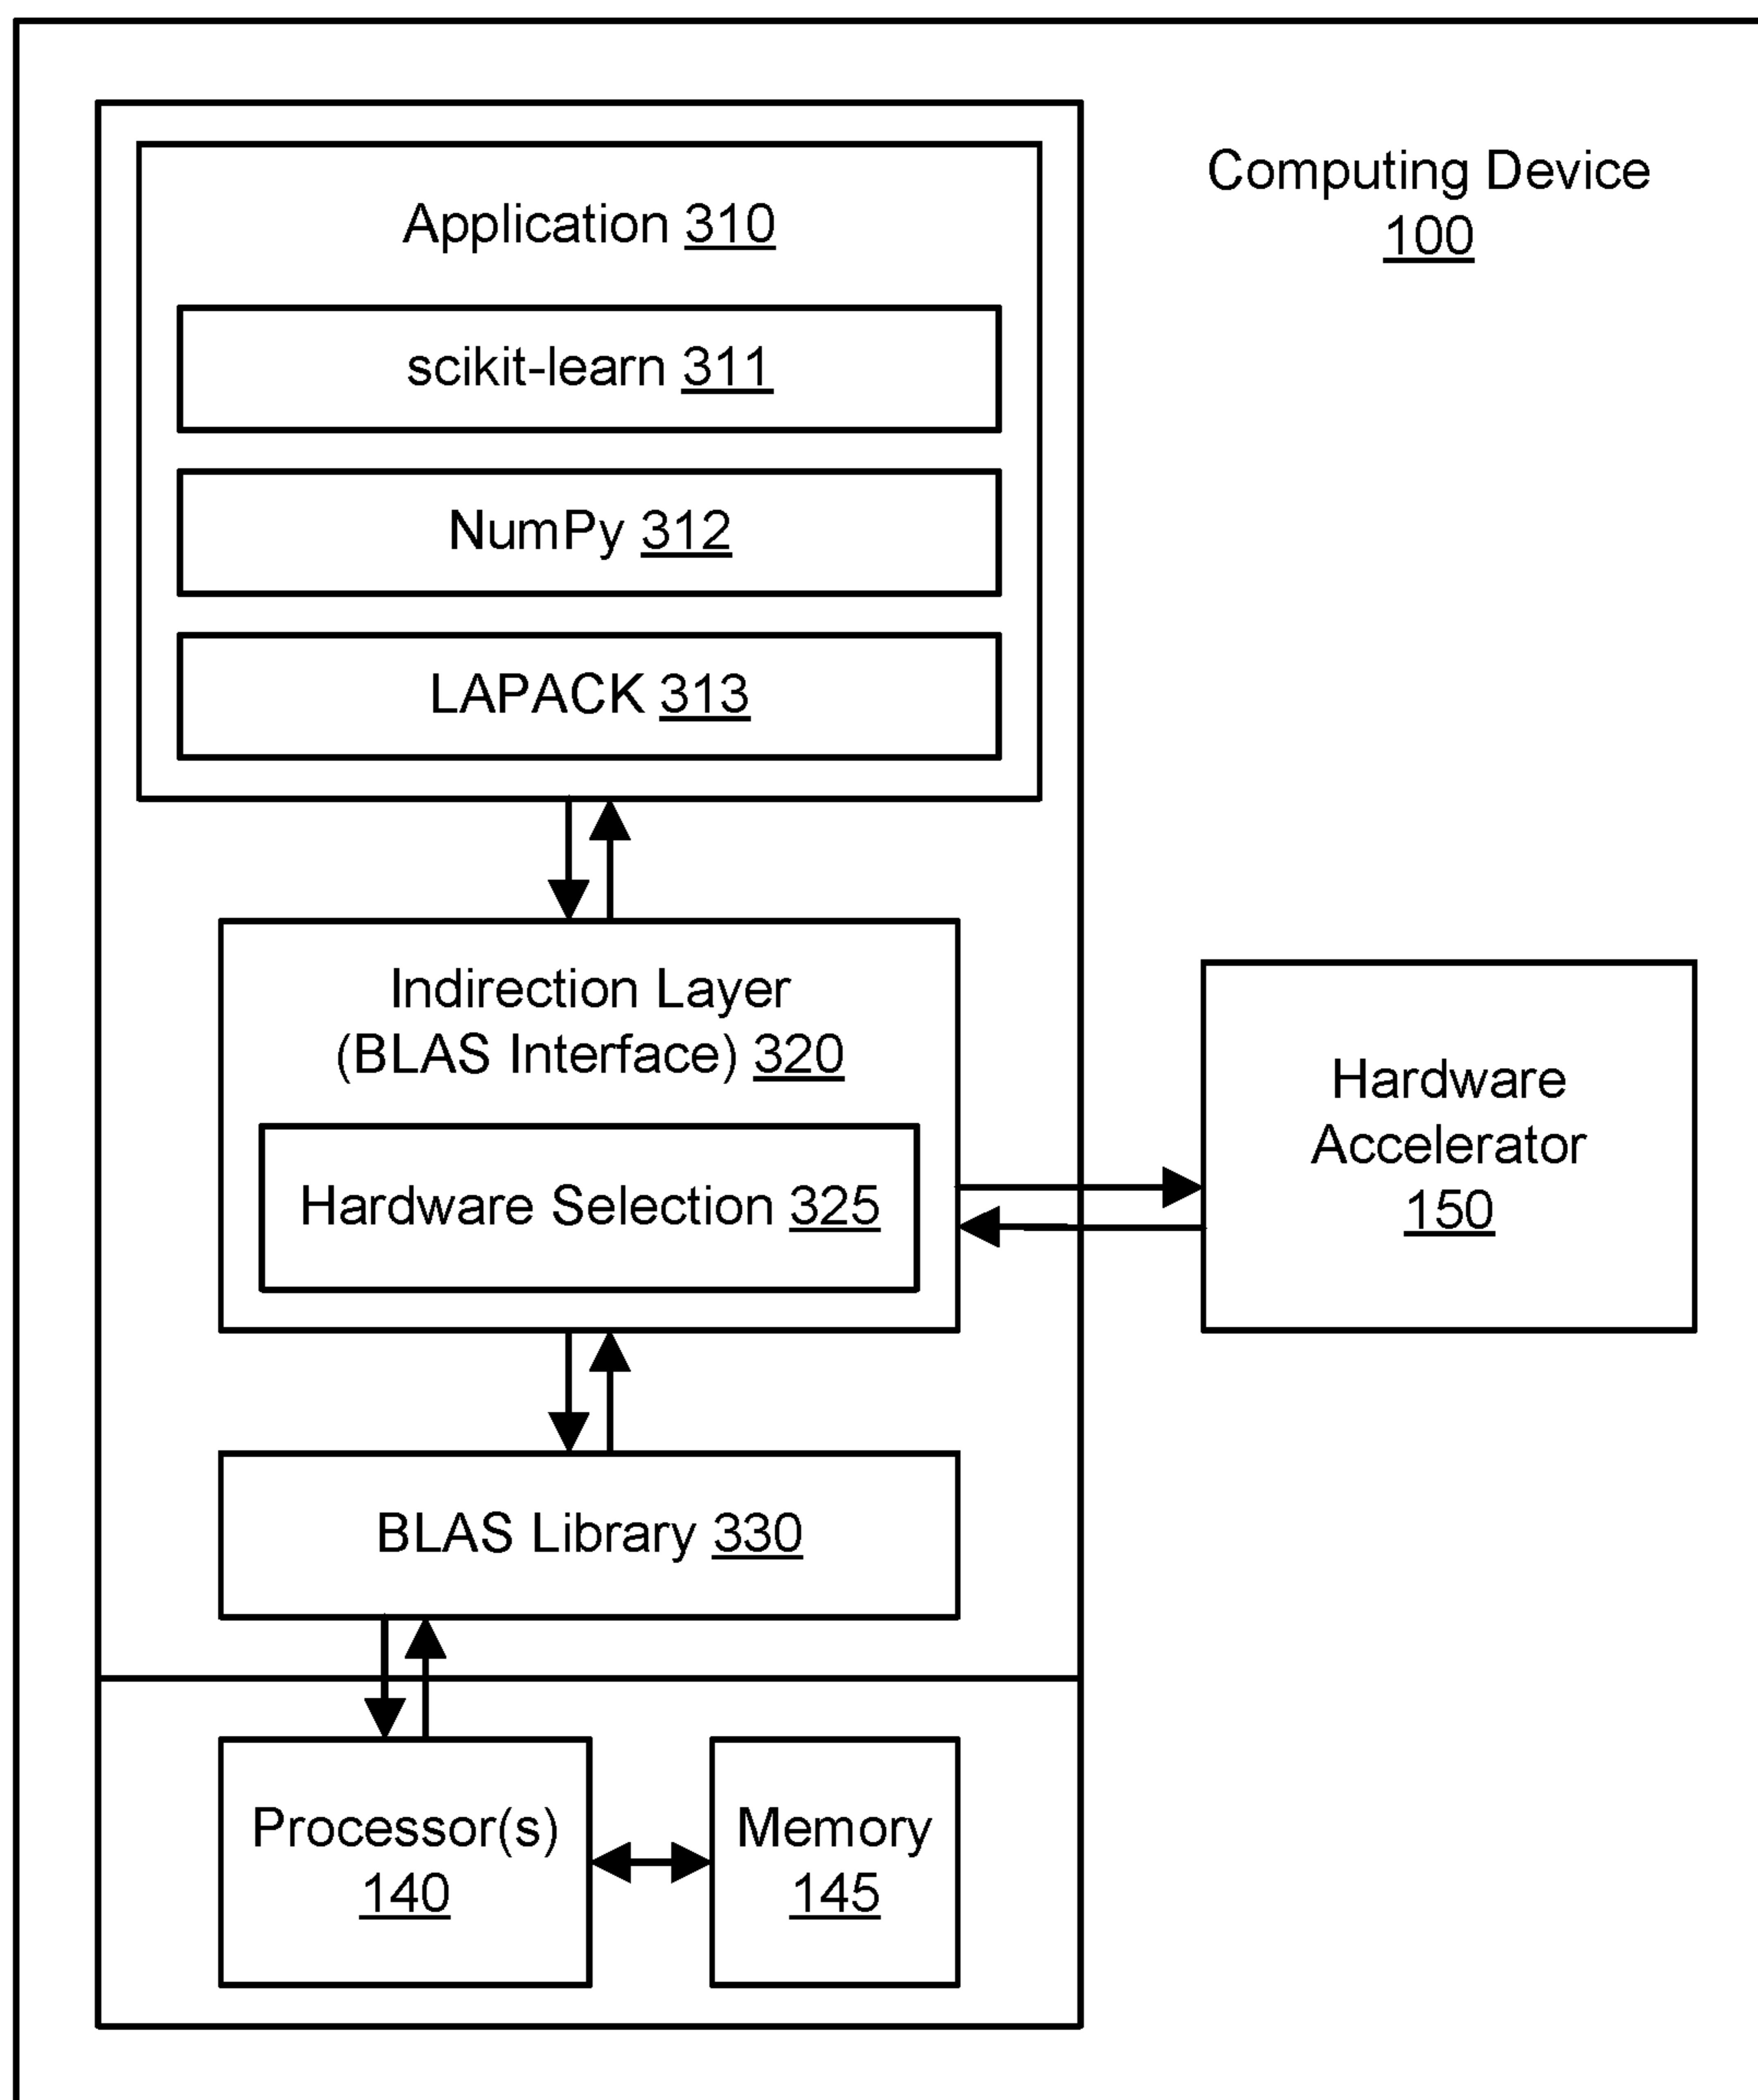 Computing Device
100
Application 310
scikit-learn 311
NumPy 312
LAPACK 313
Indirection Layer
(BLAS Interface) 320
Hardware Selection 325
Hardware
Accelerator
150
BLAS Library 330
Processor(s)
140
Memory
145